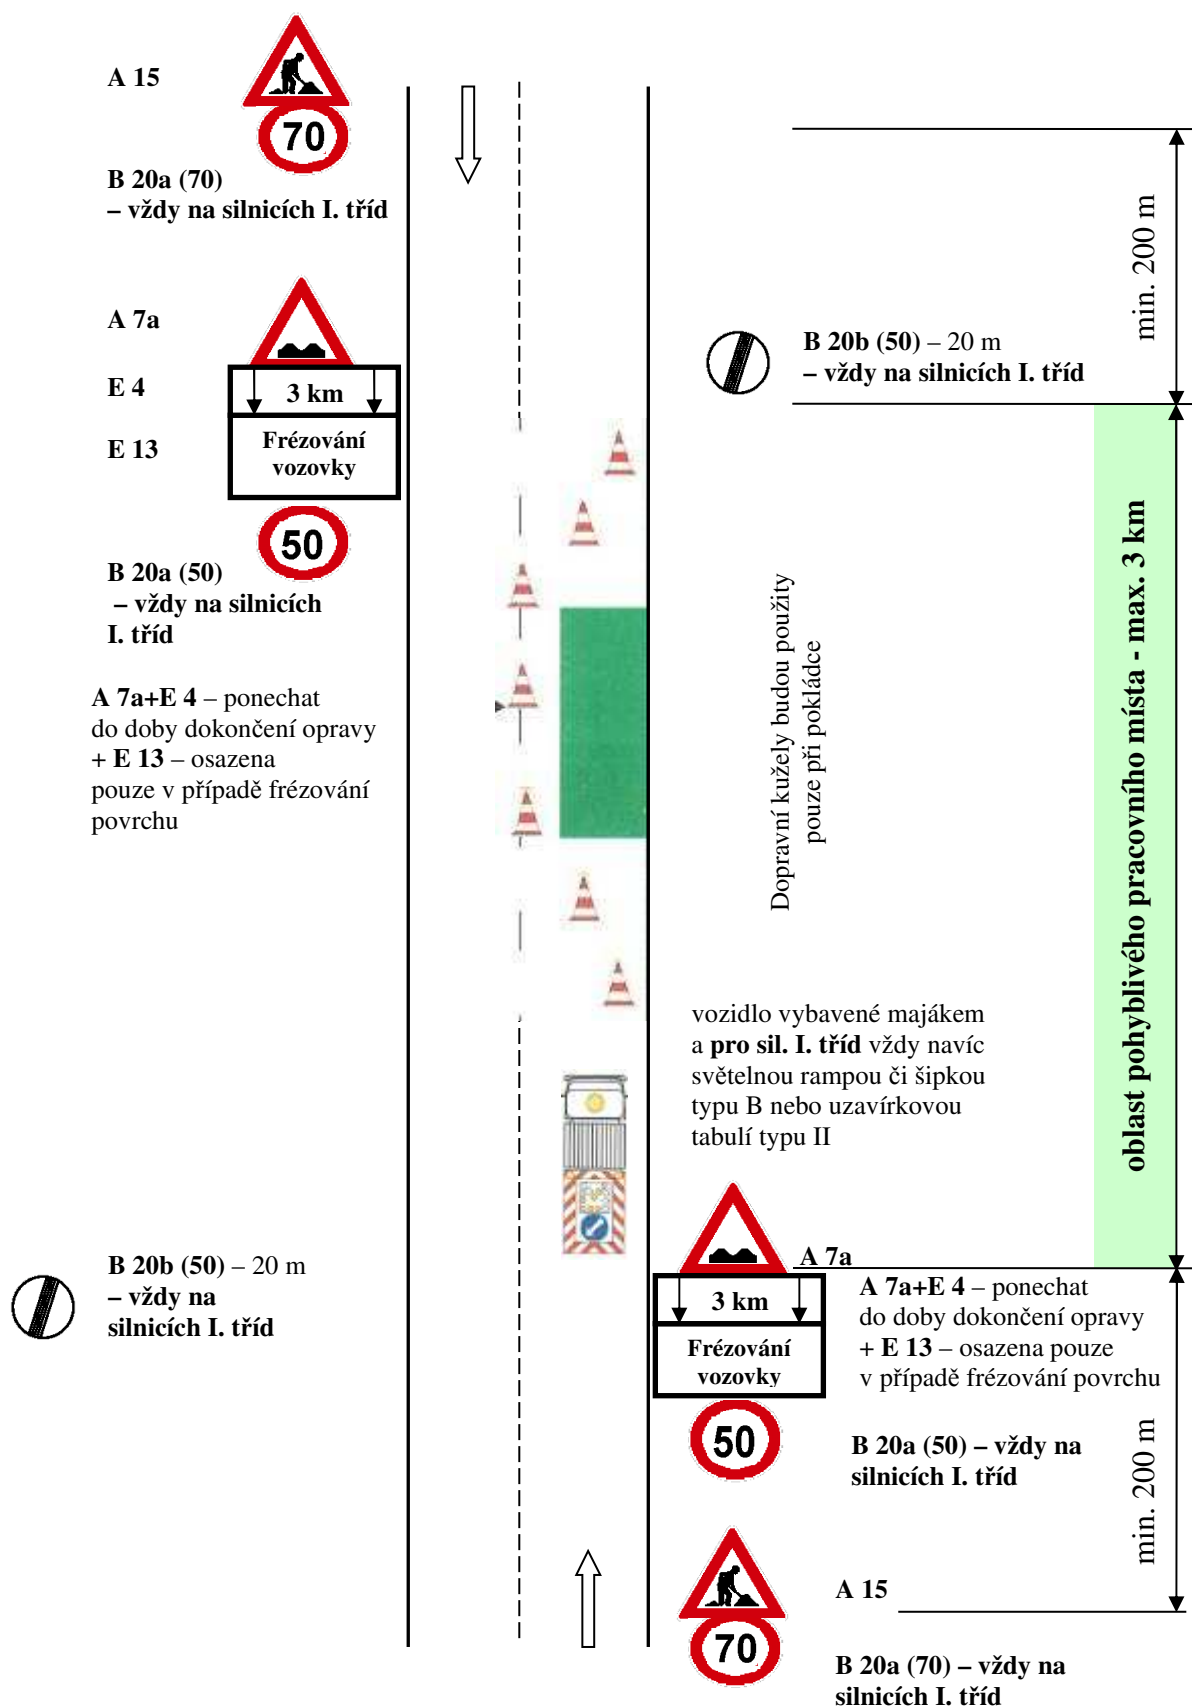 A 15
70
B 20a (70)
– vždy na silnicích I. tříd
A 7a
E 4
3 km
E 13
Frézování
vozovky
50
B 20a (50)
– vždy na silnicích
I. tříd
A 7a+E 4 – ponechat
do doby dokončení opravy
+ E 13 – osazena
pouze v případě frézování
povrchu
B 20b (50) – 20 m
– vždy na
silnicích I. tříd
min. 200 m
B 20b (50) – 20 m
– vždy na silnicích I. tříd
Dopravní kužely budou použity
pouze při pokládce
oblast pohyblivého pracovního místa - max. 3 km
vozidlo vybavené majákem
a pro sil. I. tříd vždy navíc
světelnou rampou či šipkou
typu B nebo uzavírkovou
tabulí typu II
A 7a
3 km
Frézování
vozovky
A 7a+E 4 – ponechat
do doby dokončení opravy
+ E 13 – osazena pouze
v případě frézování povrchu
50
B 20a (50) – vždy na
silnicích I. tříd
min. 200 m
A 15
70
B 20a (70) – vždy na
silnicích I. tříd